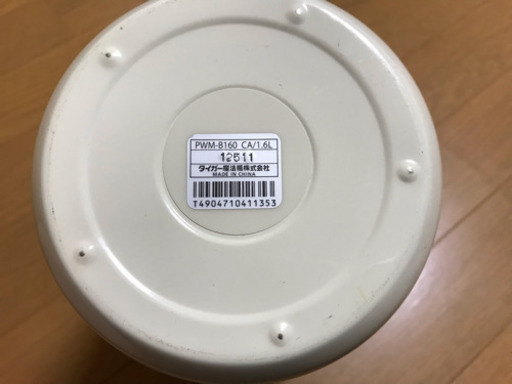 PWM-B160 CA/1.6L
12511
タイガー魔法瓶株式会社
MADE IN CHINA
T4904710411353